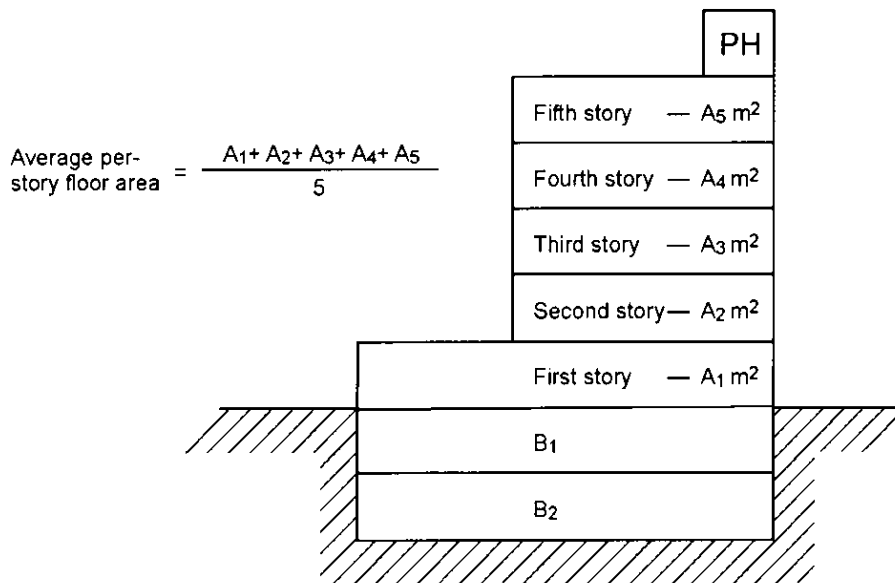 PH
Fifth story — A5 m²
Average per-
story floor area = A1+ A2+ A3+ A4+ A5
5
Fourth story — A4 m²
Third story — A3 m²
Second story — A2 m²
First story — A1 m²
B1
B2